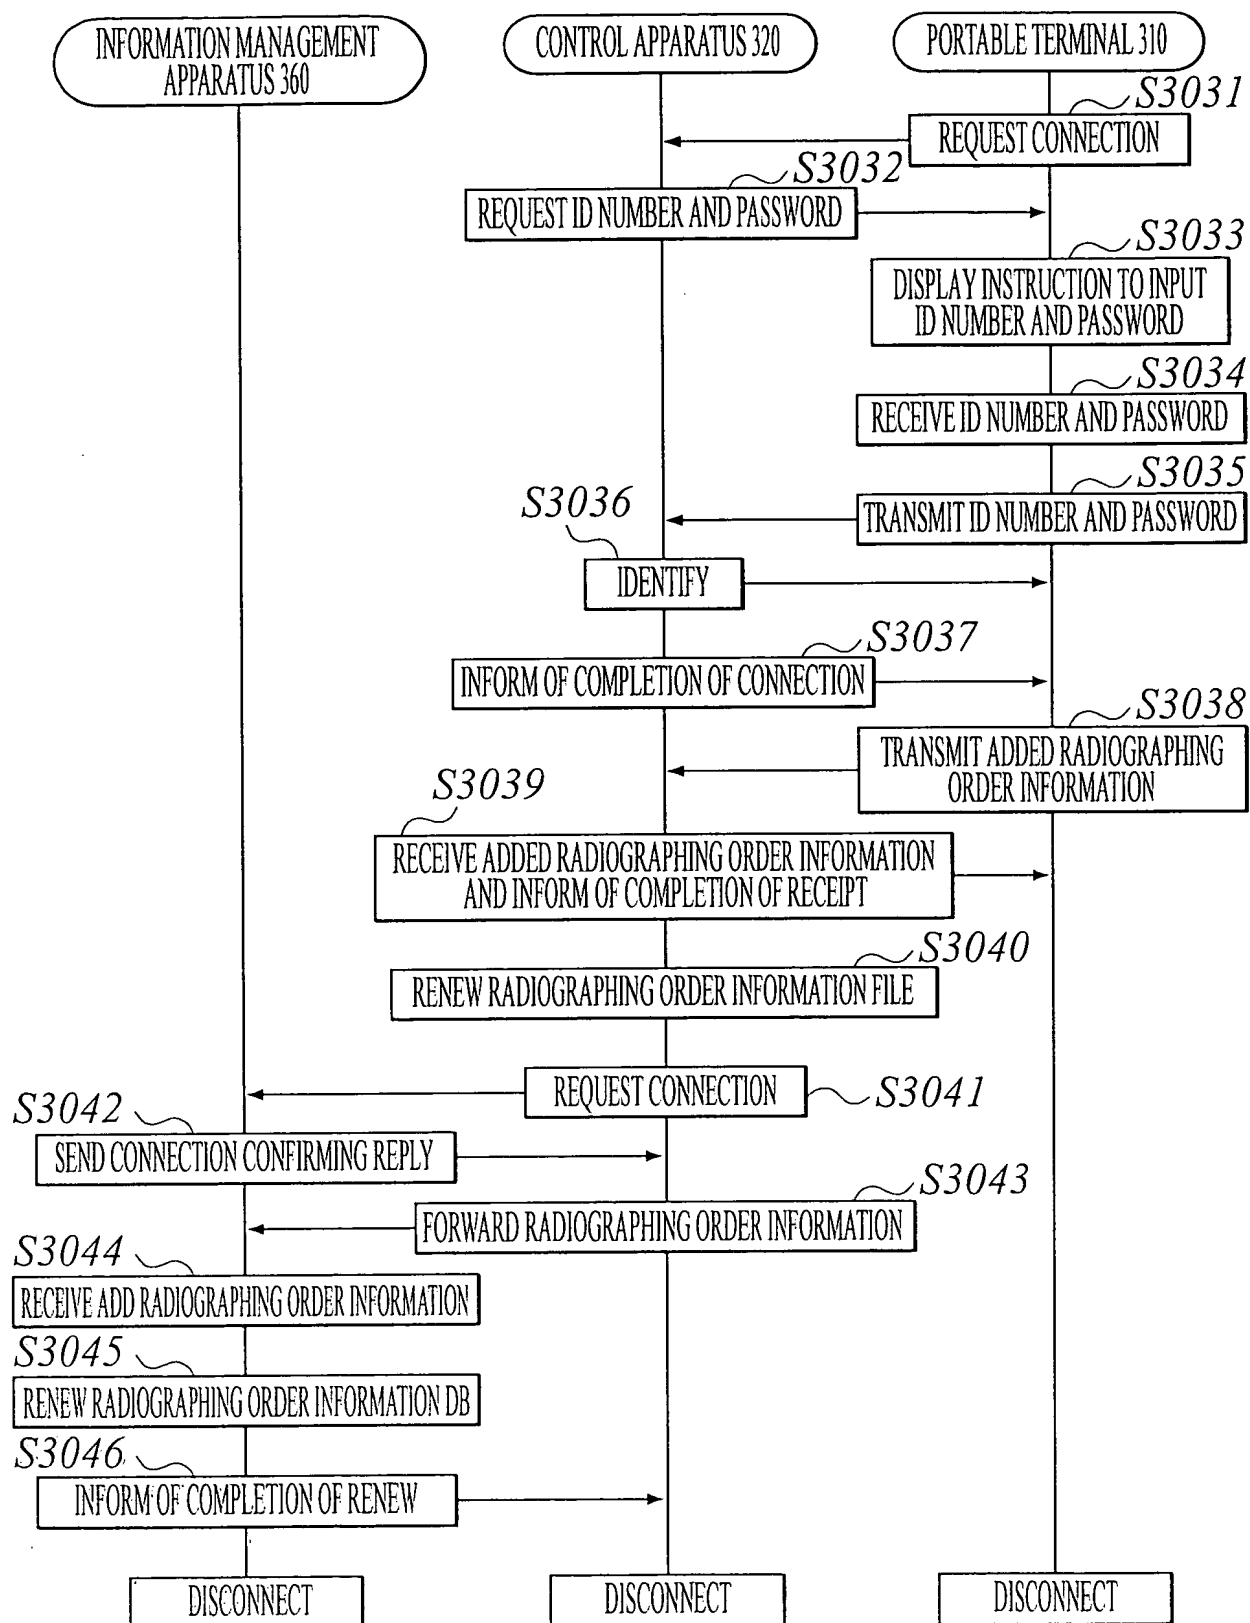 INFORMATION MANAGEMENT
APPARATUS 360
CONTROL APPARATUS 320
PORTABLE TERMINAL 310
S3031
REQUEST CONNECTION
S3032
REQUEST ID NUMBER AND PASSWORD
S3033
DISPLAY INSTRUCTION TO INPUT
ID NUMBER AND PASSWORD
S3034
RECEIVE ID NUMBER AND PASSWORD
S3035
TRANSMIT ID NUMBER AND PASSWORD
S3036
IDENTIFY
S3037
INFORM OF COMPLETION OF CONNECTION
S3038
TRANSMIT ADDED RADIOGRAPHING
ORDER INFORMATION
S3039
RECEIVE ADDED RADIOGRAPHING ORDER INFORMATION
AND INFORM OF COMPLETION OF RECEIPT
S3040
RENEW RADIOGRAPHING ORDER INFORMATION FILE
REQUEST CONNECTION
S3041
S3042
SEND CONNECTION CONFIRMING REPLY
S3043
FORWARD RADIOGRAPHING ORDER INFORMATION
S3044
RECEIVE ADD RADIOGRAPHING ORDER INFORMATION
S3045
RENEW RADIOGRAPHING ORDER INFORMATION DB
S3046
INFORM OF COMPLETION OF RENEW
DISCONNECT
DISCONNECT
DISCONNECT